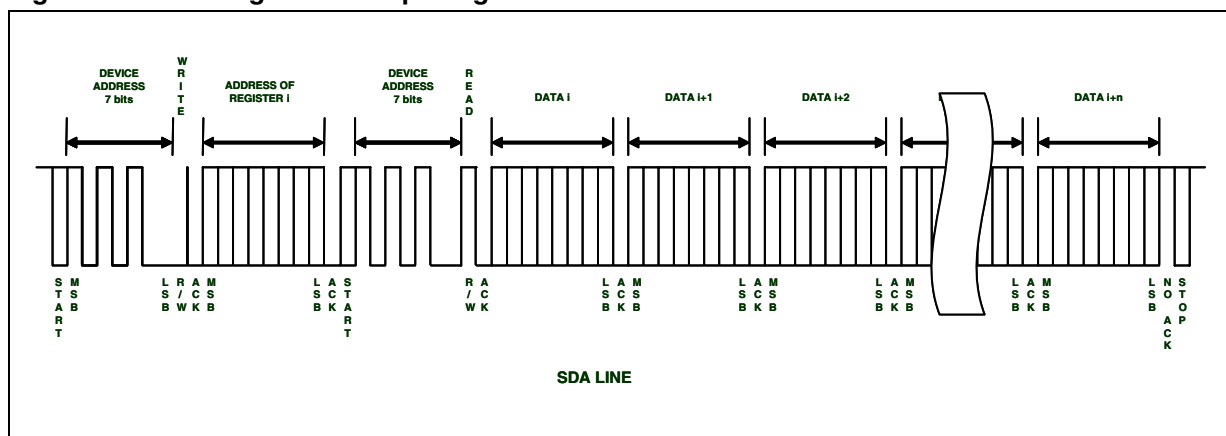 DEVICE
ADDRESS
7 bits
WRITE
ADDRESS OF
REGISTER i
DEVICE
ADDRESS
7 bits
READ
DATA i
DATA i+1
DATA i+2
DATA i+n
START
MSB
LSB
R/W
ACK
MSB
LSB
ACK
START
R/W
ACK
LSB
ACK
MSB
LSB
ACK
MSB
LSB
ACK
MSB
LSB
ACK
MSB
LSB
NO ACK
STOP
SDA LINE